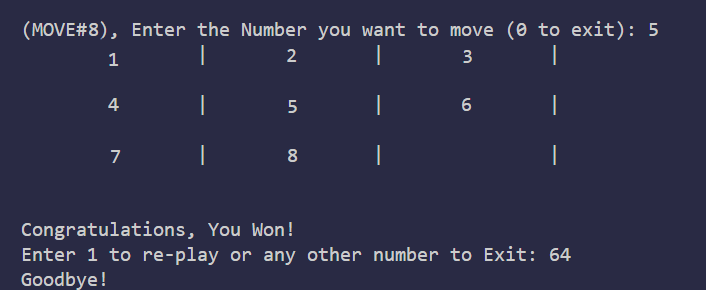 (MOVE#8), Enter the Number you want to move (0 to exit): 5
1 | 2 | 3 |
4 | 5 | 6 |
7 | 8 | |
Congratulations, You Won!
Enter 1 to re-play or any other number to Exit: 64
Goodbye!